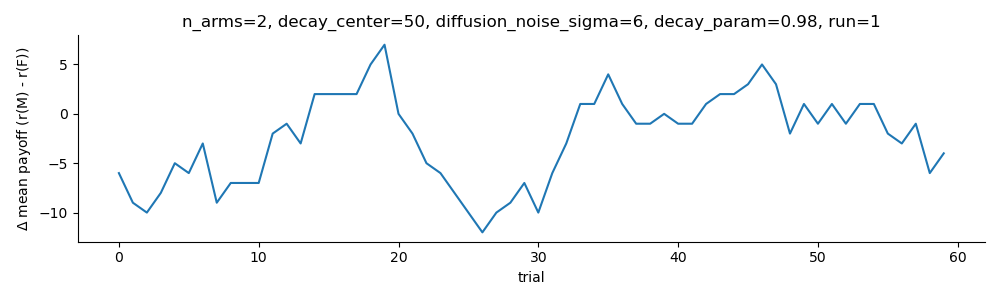 n_arms=2, decay_center=50, diffusion_noise_sigma=6, decay_param=0.98, run=1
Δ mean payoff (r(M) - r(F))
5
0
−5
−10
0 10 20 30 40 50 60
trial